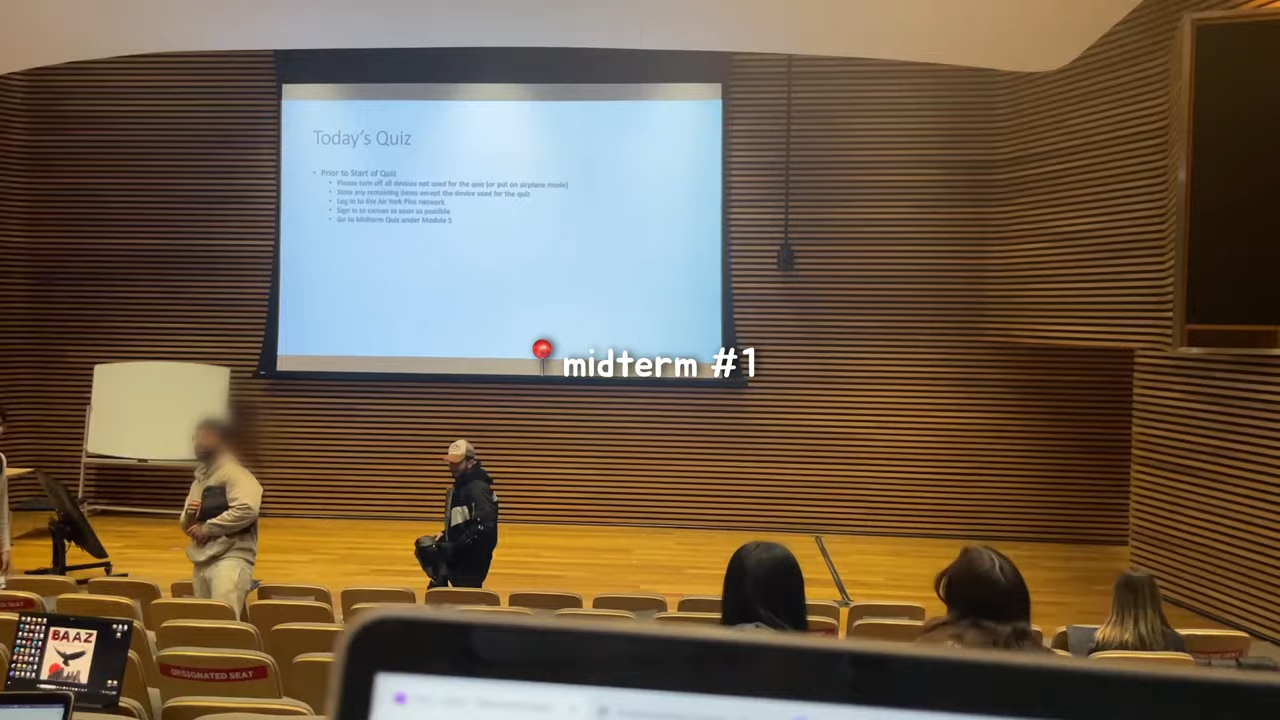 Today's Quiz
• Prior to Start of Quiz
• Please turn off all devices not used for the quiz (or put on airplane mode)
• Store any remaining items except the device used for the quiz
• Log in to the Air York Plus network
• Sign in to canvas as soon as possible
• Go to Midterm Quiz under Module 5
📍midterm #1
BAAZ
DESIGNATED SEAT